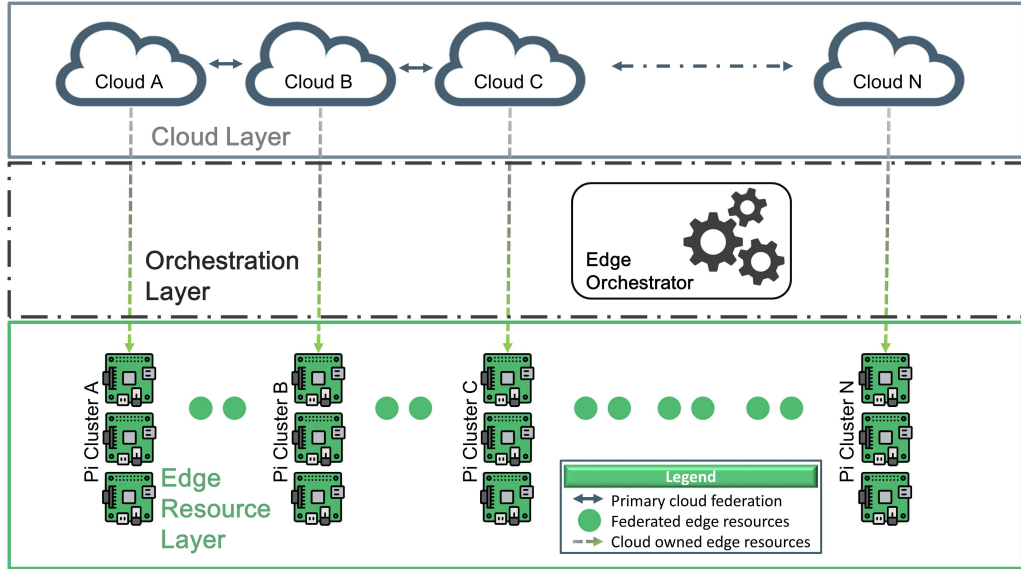 Cloud A
Cloud B
Cloud C
Cloud N
Cloud Layer
Orchestration
Layer
Edge
Orchestrator
Pi Cluster A
Pi Cluster B
Pi Cluster C
Pi Cluster N
Edge
Resource
Layer
Legend
Primary cloud federation
Federated edge resources
Cloud owned edge resources